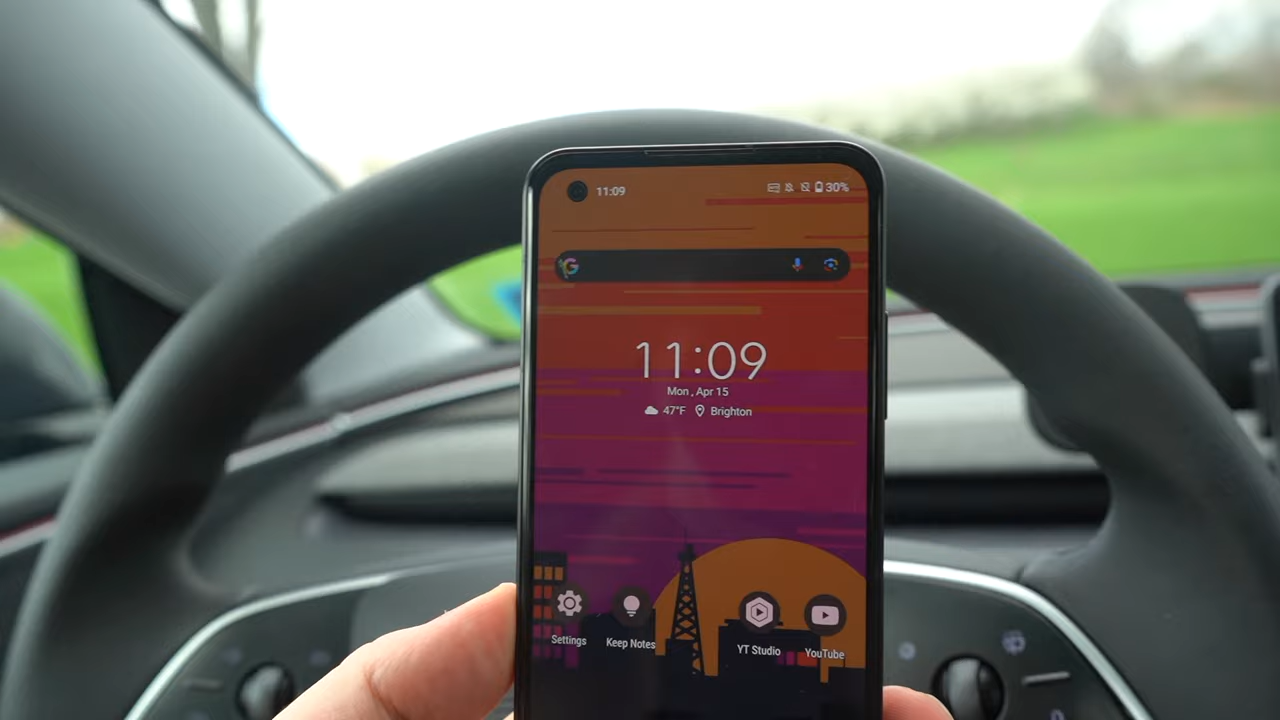 11:09
30%
11:09
Mon, Apr 15
47°F Brighton
Settings
Keep Notes
YT Studio
YouTube